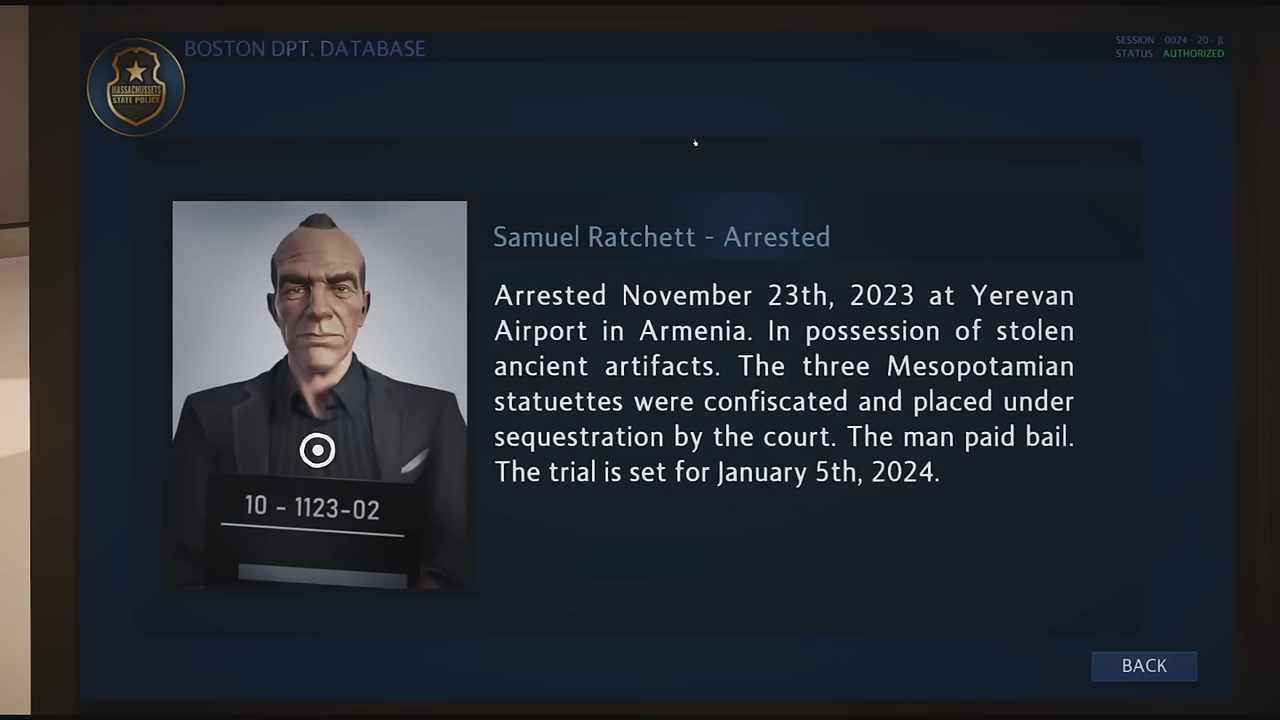 BOSTON DPT. DATABASE
SESSION : 0024 - 20 - JL
STATUS : AUTHORIZED
MASSACHUSSETS
STATE POLICE
Samuel Ratchett - Arrested
Arrested November 23th, 2023 at Yerevan
Airport in Armenia. In possession of stolen
ancient artifacts. The three Mesopotamian
statuettes were confiscated and placed under
sequestration by the court. The man paid bail.
The trial is set for January 5th, 2024.
10 - 1123-02
BACK